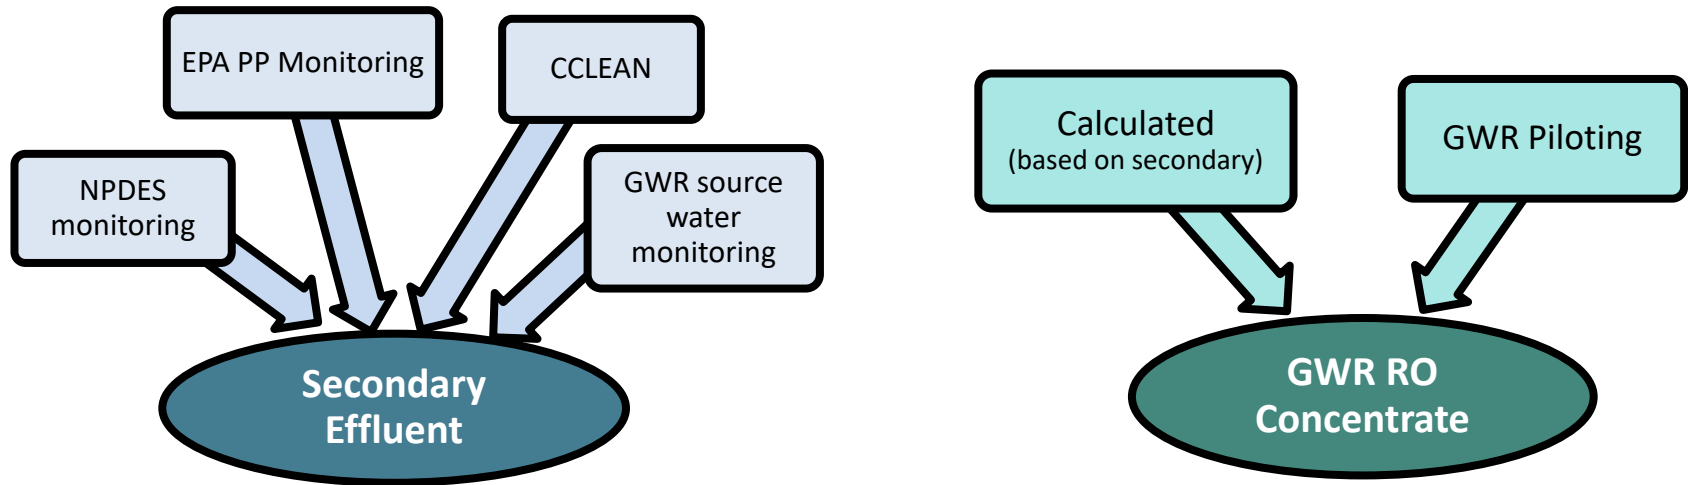 EPA PP Monitoring
CCLEAN
NPDES
monitoring
GWR source
water
monitoring
Secondary
Effluent
Calculated
(based on secondary)
GWR Piloting
GWR RO
Concentrate